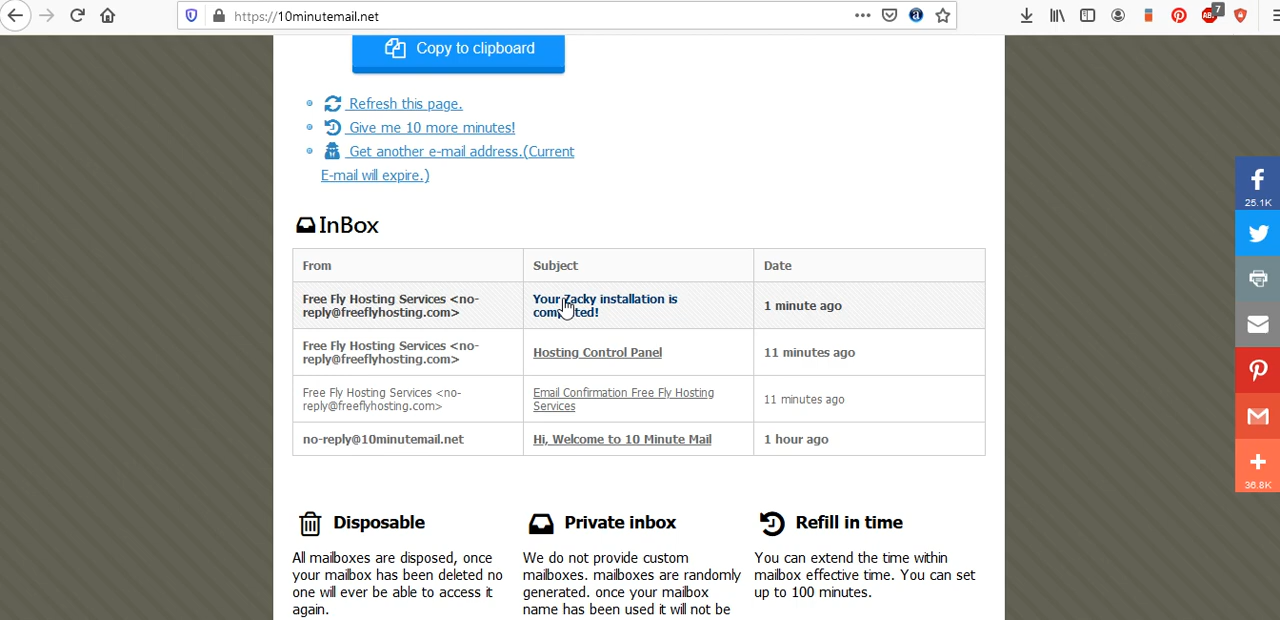 https://10minutemail.net
7
Copy to clipboard
Refresh this page.
Give me 10 more minutes!
Get another e-mail address.(Current
E-mail will expire.)
InBox
From Subject Date
Free Fly Hosting Services <no-
reply@freeflyhosting.com>
Your Zacky installation is
completed!
1 minute ago
Free Fly Hosting Services <no-
reply@freeflyhosting.com>
Hosting Control Panel
11 minutes ago
Free Fly Hosting Services <no-
reply@freeflyhosting.com>
Email Confirmation Free Fly Hosting
Services
11 minutes ago
no-reply@10minutemail.net
Hi, Welcome to 10 Minute Mail
1 hour ago
Disposable
All mailboxes are disposed, once
your mailbox has been deleted no
one will ever be able to access it
again.
Private inbox
We do not provide custom
mailboxes. mailboxes are randomly
generated. once your mailbox
name has been used it will not be
Refill in time
You can extend the time within
mailbox effective time. You can set
up to 100 minutes.
25.1K
36.8K